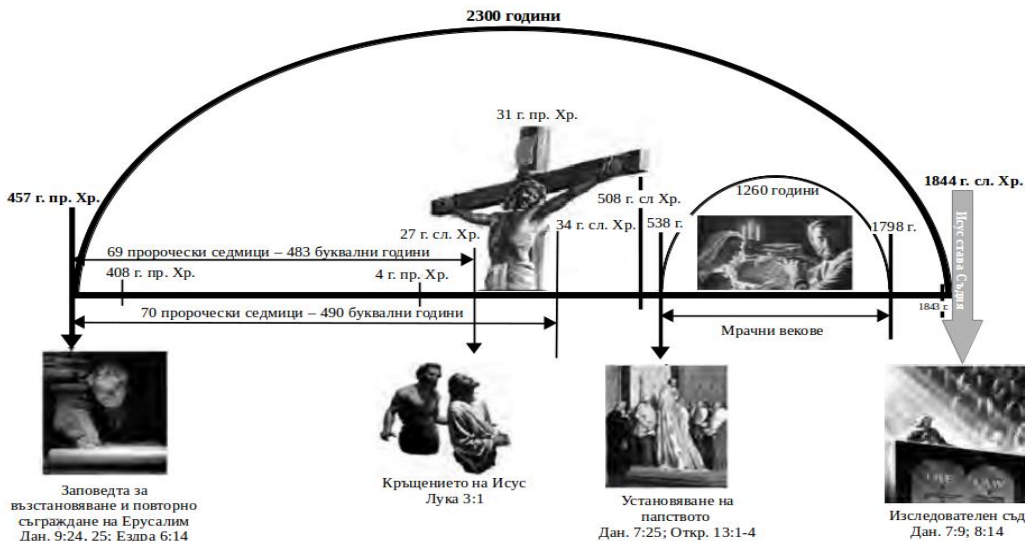 2300 години
31 г. пр. Хр.
457 г. пр. Хр.
1844 г. сл. Хр.
1260 години
508 г. сл Хр.
27 г. сл. Хр.
34 г. сл. Хр.
538 г.
1798 г.
Исус става Съдия
69 пророчески седмици – 483 буквални години
408 г. пр. Хр.
4 г. пр. Хр.
1843 г.
70 пророчески седмици – 490 буквални години
Мрачни векове
Заповедта за
възстановяване и повторно
съграждане на Ерусалим
Дан. 9:24, 25; Ездра 6:14
Кръщението на Исус
Лука 3:1
Установяване на
папството
Дан. 7:25; Откр. 13:1-4
Изследователен съд
Дан. 7:9; 8:14